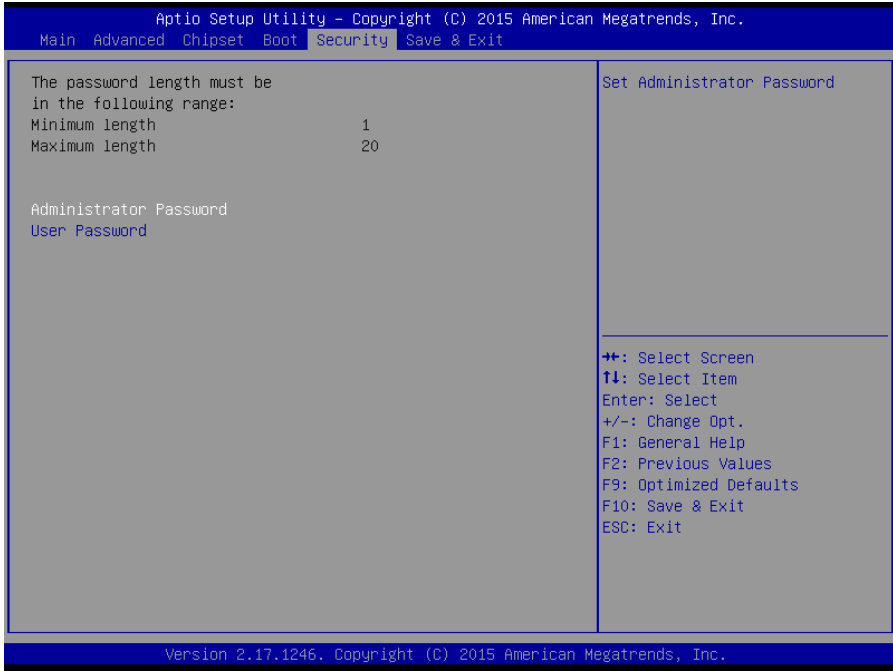 Aptio Setup Utility – Copyright (C) 2015 American Megatrends, Inc.
Main Advanced Chipset Boot Security Save & Exit
The password length must be
in the following range:
Minimum length 1
Maximum length 20
Administrator Password
User Password
Set Administrator Password
→←: Select Screen
↑↓: Select Item
Enter: Select
+/-: Change Opt.
F1: General Help
F2: Previous Values
F9: Optimized Defaults
F10: Save & Exit
ESC: Exit
Version 2.17.1246. Copyright (C) 2015 American Megatrends, Inc.